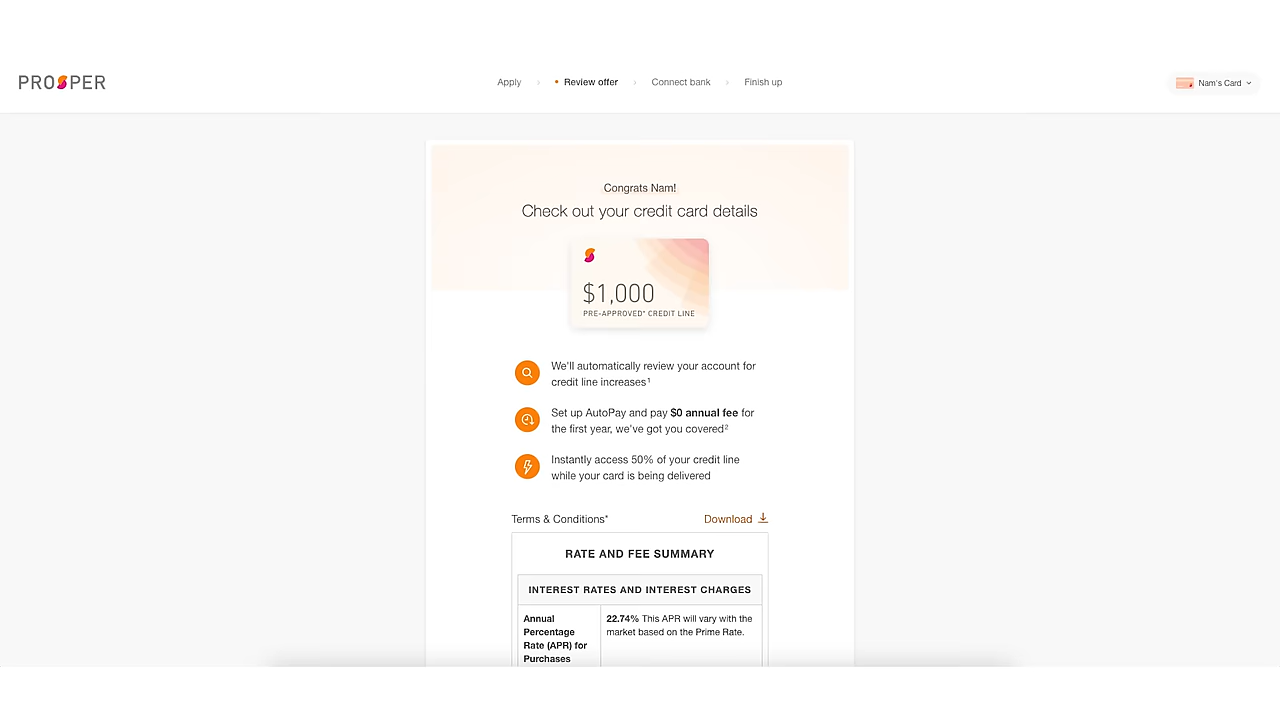 PROSPER
Apply
Review offer
Connect bank
Finish up
Nam's Card
Congrats Nam!
Check out your credit card details
$1,000
PRE-APPROVED* CREDIT LINE
We'll automatically review your account for
credit line increases¹
Set up AutoPay and pay $0 annual fee for
the first year, we've got you covered²
Instantly access 50% of your credit line
while your card is being delivered
Terms & Conditions*
Download
RATE AND FEE SUMMARY
INTEREST RATES AND INTEREST CHARGES
Annual
Percentage
Rate (APR) for
Purchases
22.74% This APR will vary with the
market based on the Prime Rate.